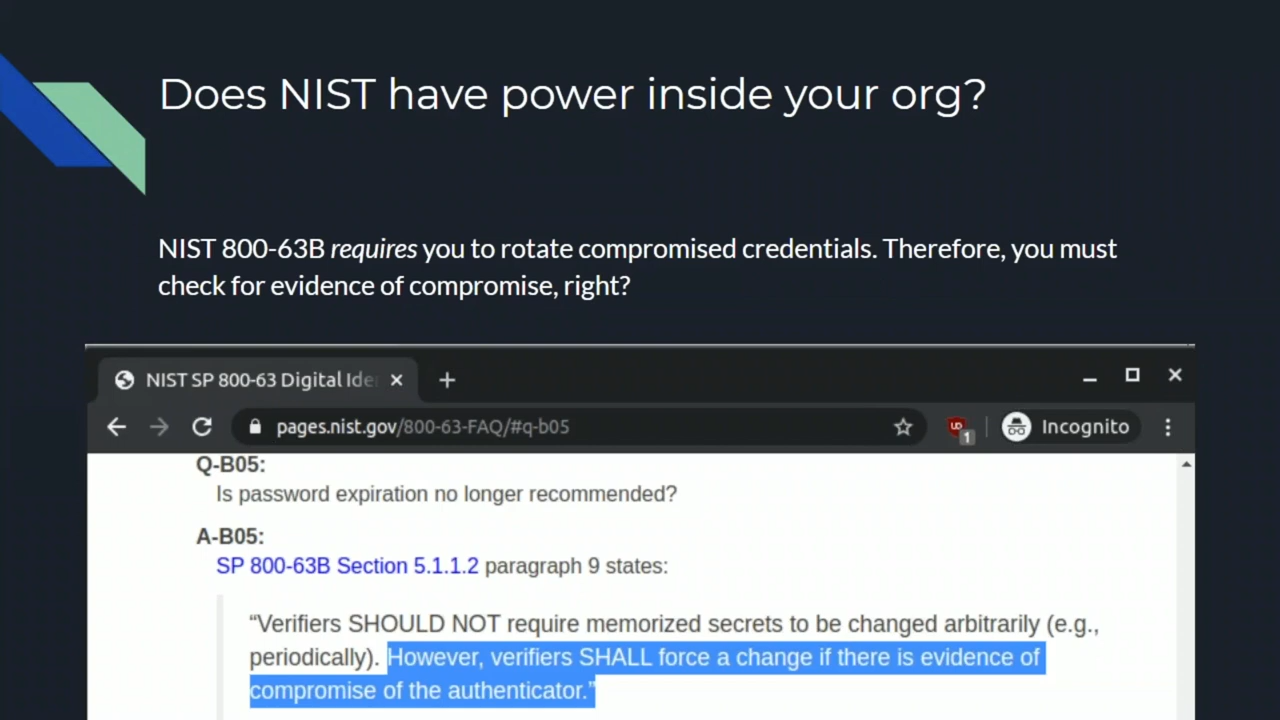 Does NIST have power inside your org?
NIST 800-63B requires you to rotate compromised credentials. Therefore, you must
check for evidence of compromise, right?
NIST SP 800-63 Digital Ide
pages.nist.gov/800-63-FAQ/#q-b05
1
Incognito
Q-B05:
Is password expiration no longer recommended?
A-B05:
SP 800-63B Section 5.1.1.2 paragraph 9 states:
“Verifiers SHOULD NOT require memorized secrets to be changed arbitrarily (e.g.,
periodically). However, verifiers SHALL force a change if there is evidence of
compromise of the authenticator.”